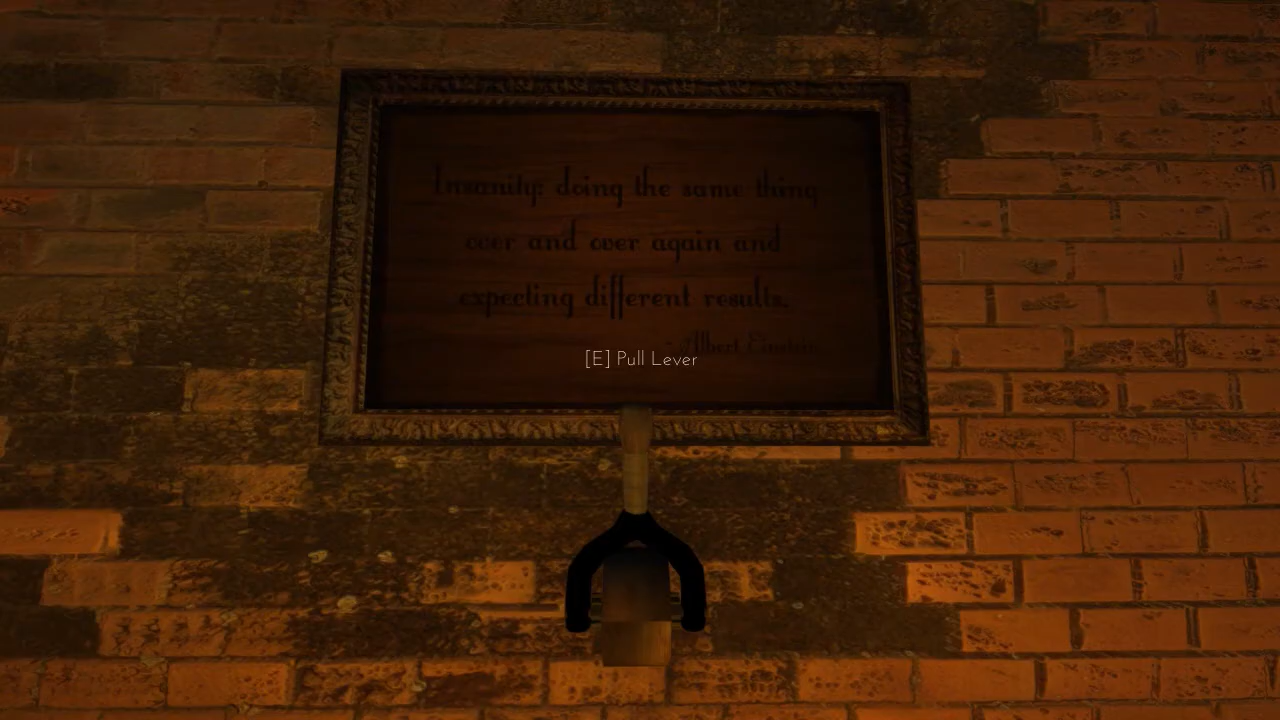 Insanity: doing the same thing
over and over again and
expecting different results.
- Albert Einstein
[E] Pull Lever